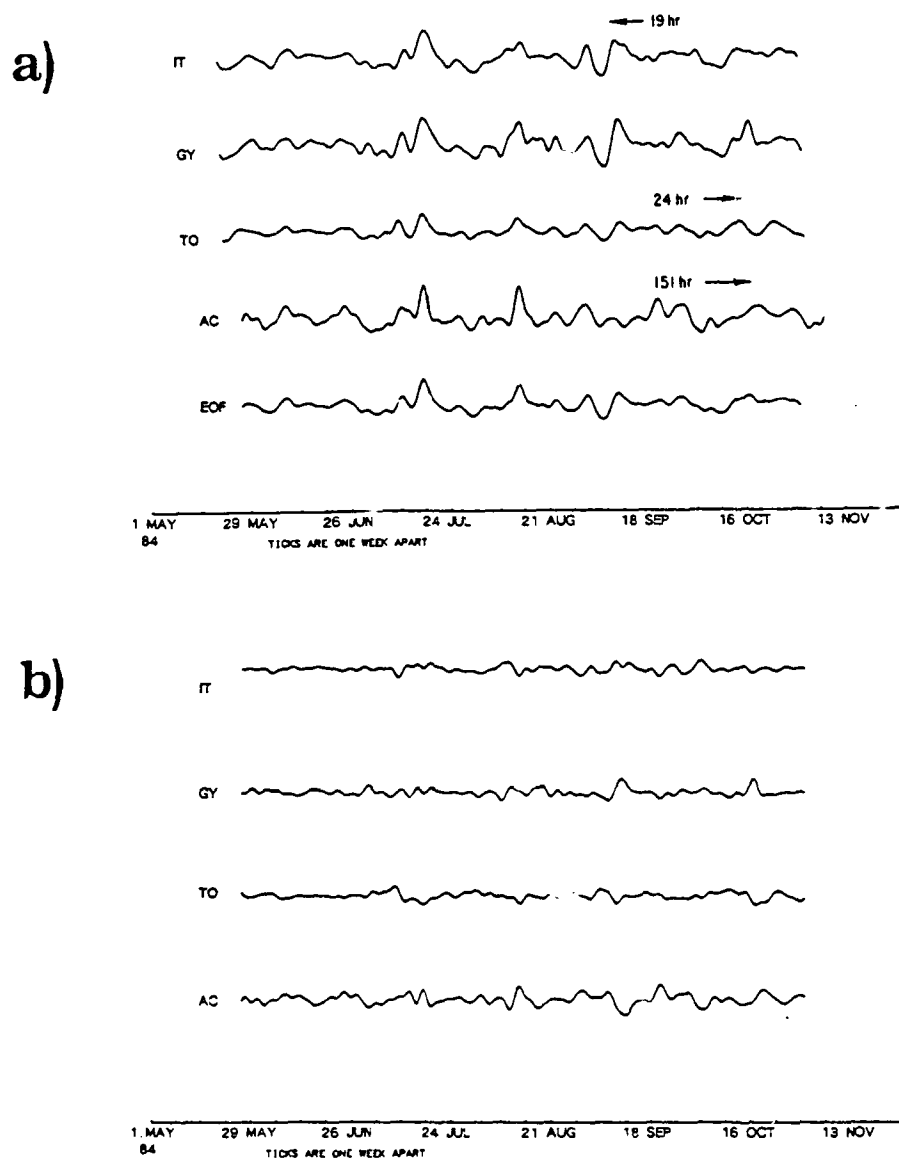 a)
← 19 hr
IT
GY
24 hr →
TO
151 hr →
AC
EOF
1 MAY 29 MAY 26 JUN 24 JUL 21 AUG 18 SEP 16 OCT 13 NOV
84 TICKS ARE ONE WEEK APART
b)
IT
GY
TO
AC
1 MAY 29 MAY 26 JUN 24 JUL 21 AUG 18 SEP 16 OCT 13 NOV
84 TICKS ARE ONE WEEK APART